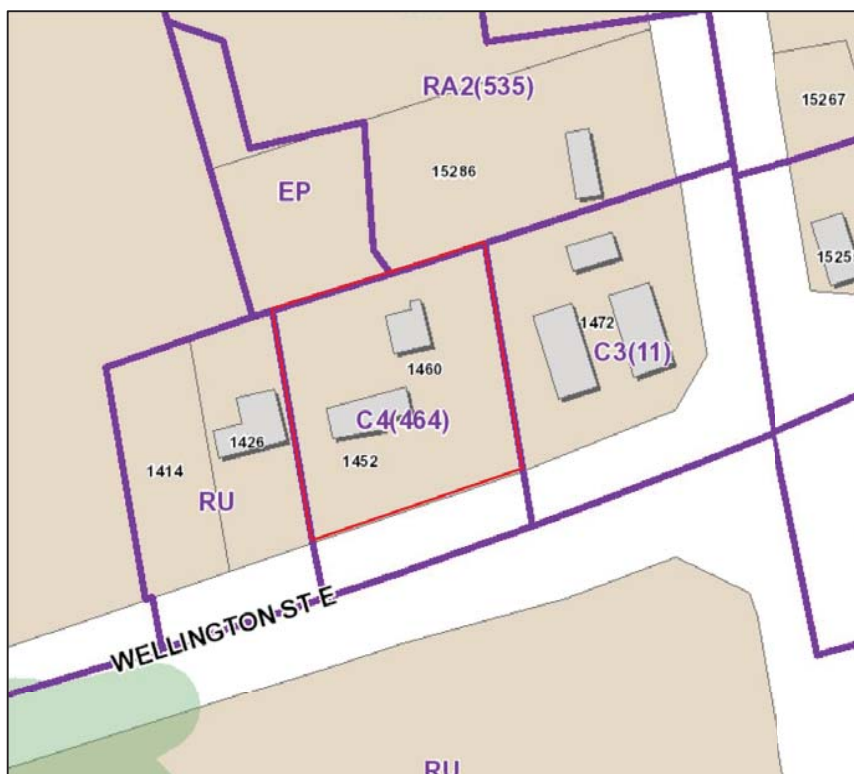 RA2(535)
15267
15286
EP
1525
1472
C3(11)
1460
C4(464)
1426
1452
1414
RU
WELLINGTON ST E
RU